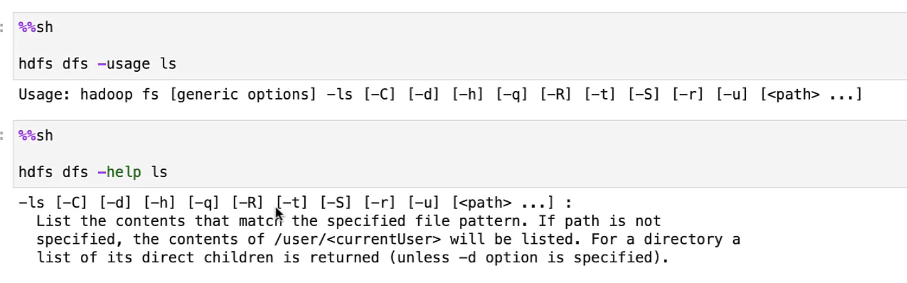 %%sh
hdfs dfs -usage ls
Usage: hadoop fs [generic options] -ls [-C] [-d] [-h] [-q] [-R] [-t] [-S] [-r] [-u] [<path> ...]
%%sh
hdfs dfs -help ls
-ls [-C] [-d] [-h] [-q] [-R] [-t] [-S] [-r] [-u] [<path> ...] :
List the contents that match the specified file pattern. If path is not
specified, the contents of /user/<currentUser> will be listed. For a directory a
list of its direct children is returned (unless -d option is specified).